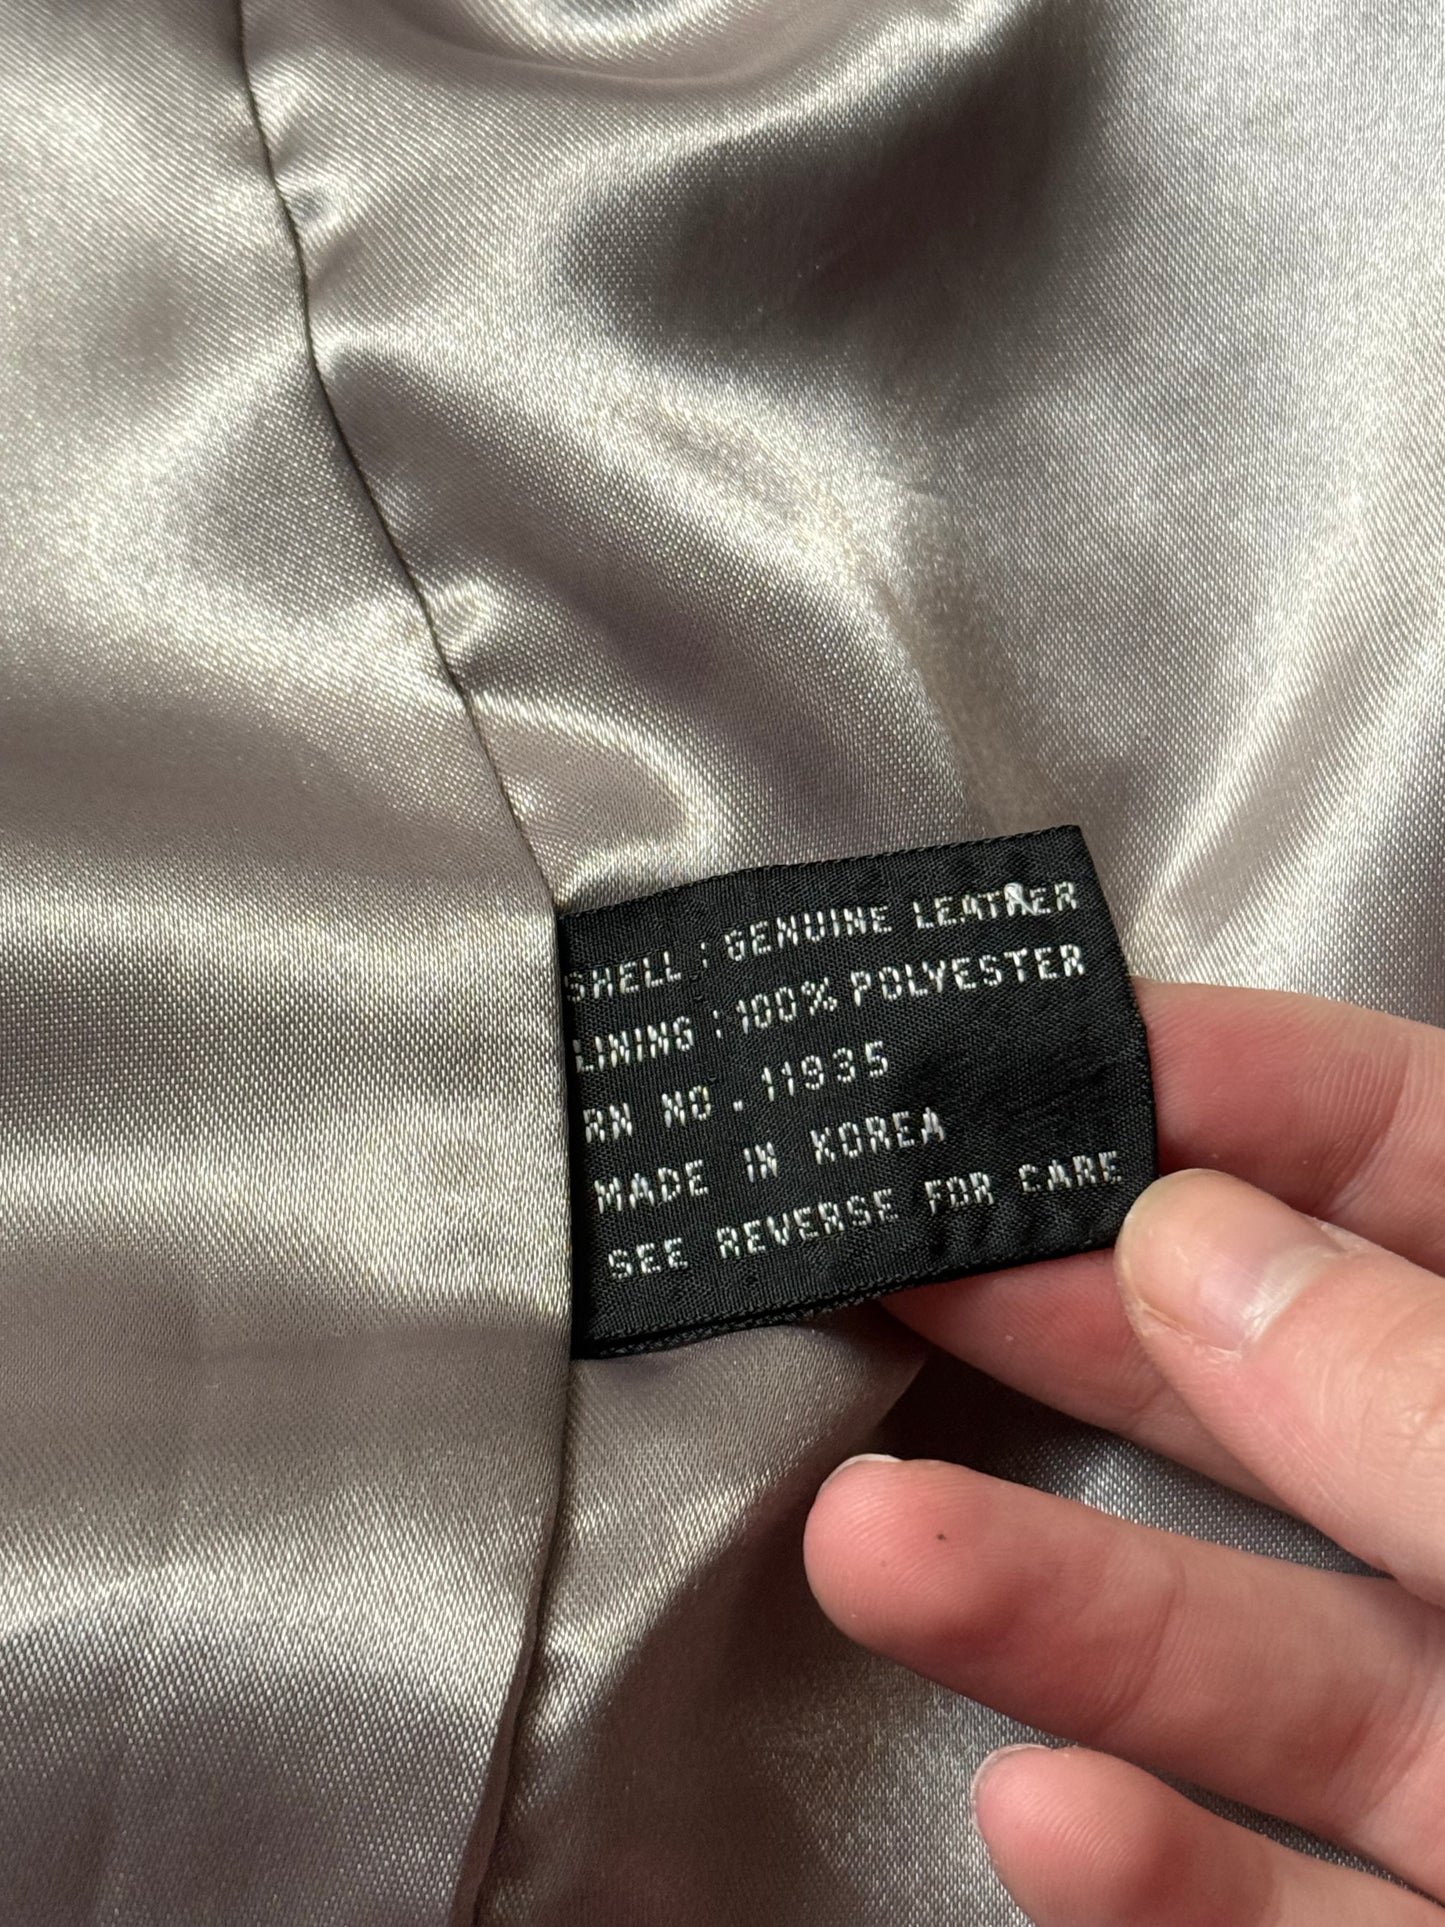 SHELL : GENUINE LEATHER
LINING : 100% POLYESTER
RN NO. 11935
MADE IN KOREA
SEE REVERSE FOR CARE